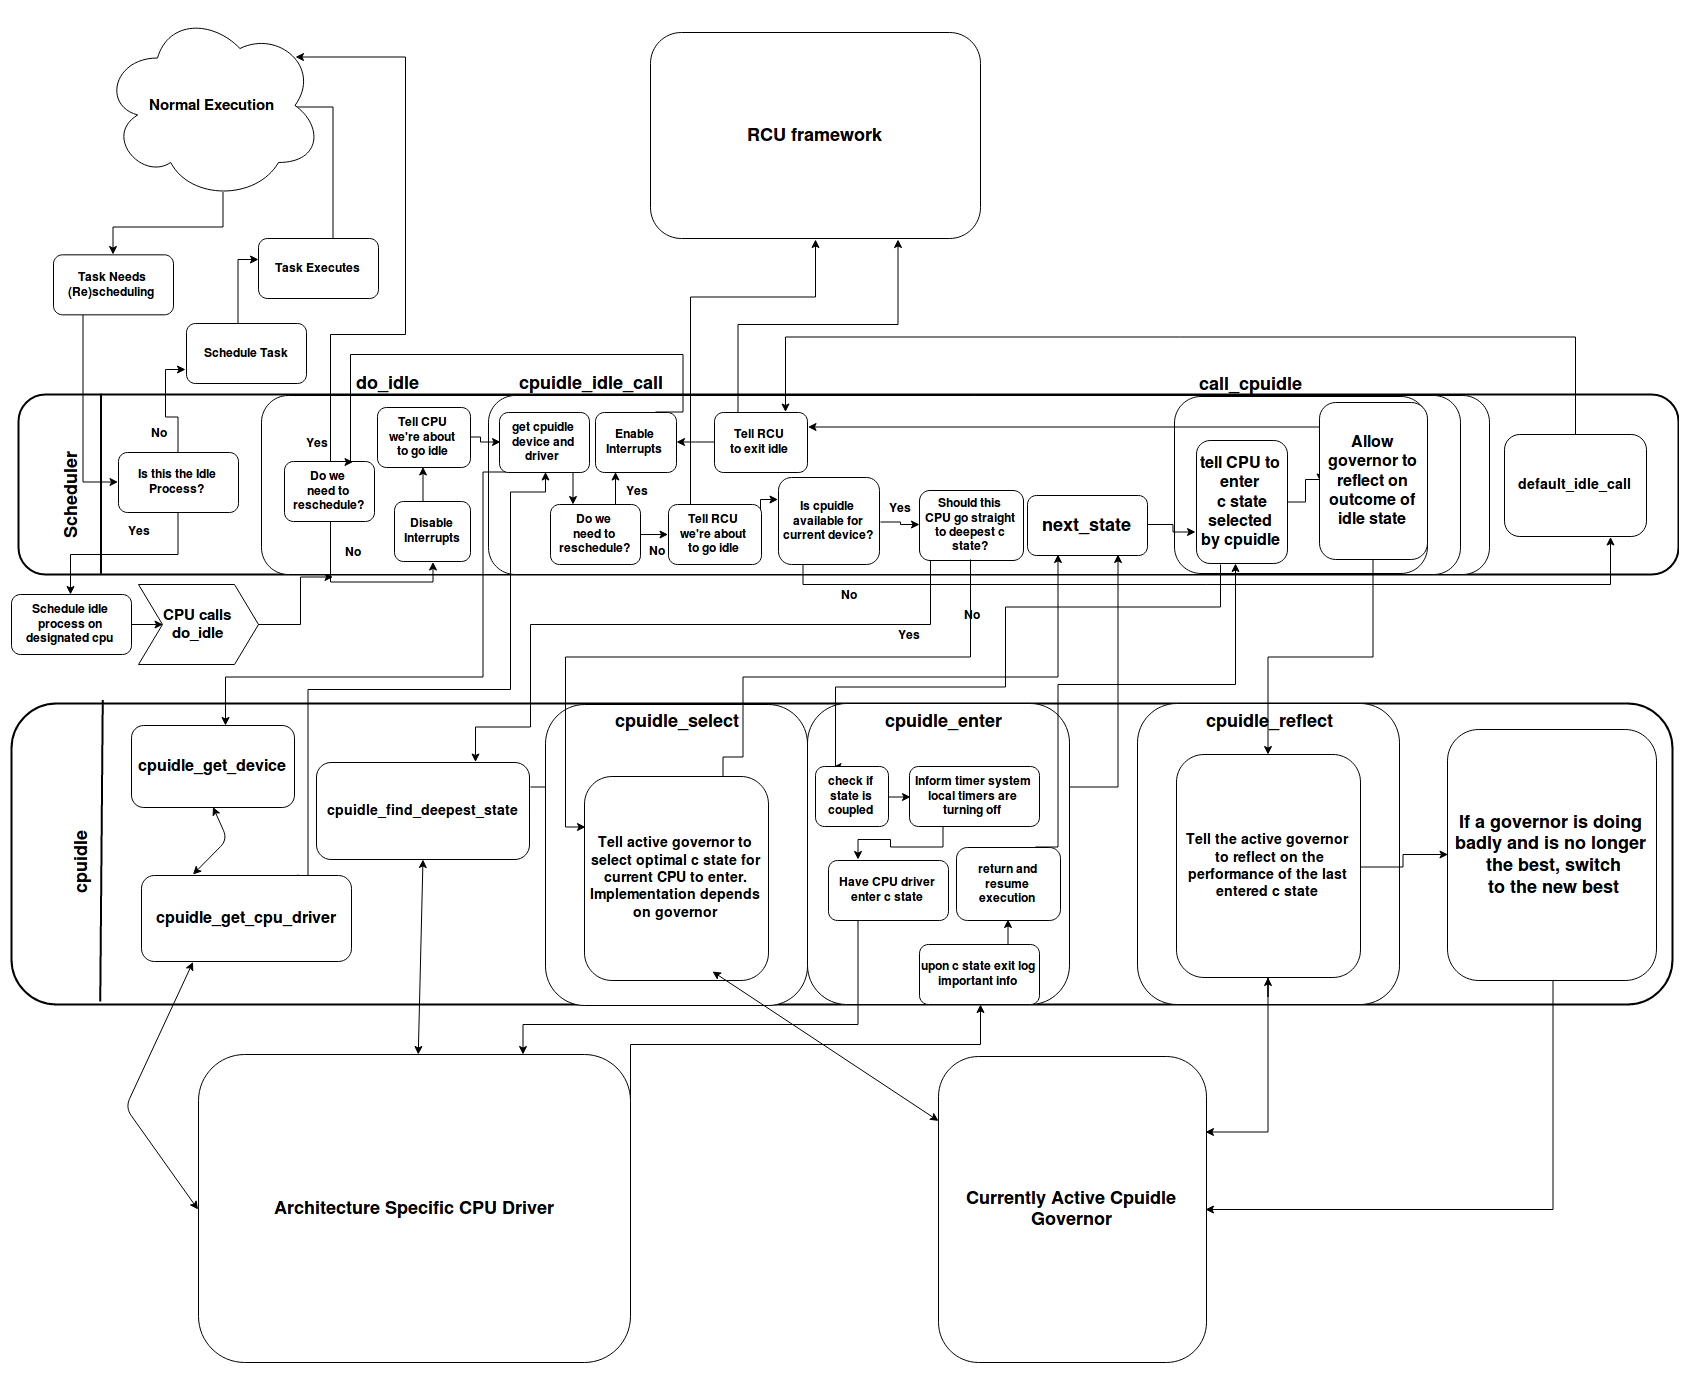 Normal Execution
RCU framework
Task Needs
(Re)scheduling
Task Executes
Schedule Task
do_idle
cpuidle_idle_call
call_cpuidle
Scheduler
No
Is this the Idle
Process?
Yes
Yes
Do we
need to
reschedule?
No
Tell CPU
we're about
to go idle
Disable
Interrupts
get cpuidle
device and
driver
Enable
Interrupts
Yes
Do we
need to
reschedule?
No
Tell RCU
to exit idle
Tell RCU
we're about
to go idle
Is cpuidle
available for
current device?
Yes
No
Should this
CPU go straight
to deepest c
state?
No
Yes
next_state
tell CPU to
enter
c state
selected
by cpuidle
Allow
governor to
reflect on
outcome of
idle state
default_idle_call
Schedule idle
process on
designated cpu
CPU calls
do_idle
cpuidle
cpuidle_get_device
cpuidle_get_cpu_driver
cpuidle_find_deepest_state
cpuidle_select
Tell active governor to
select optimal c state for
current CPU to enter.
Implementation depends
on governor
cpuidle_enter
check if
state is
coupled
Inform timer system
local timers are
turning off
Have CPU driver
enter c state
return and
resume
execution
upon c state exit log
important info
cpuidle_reflect
Tell the active governor
to reflect on the
performance of the last
entered c state
If a governor is doing
badly and is no longer
the best, switch
to the new best
Architecture Specific CPU Driver
Currently Active Cpuidle
Governor